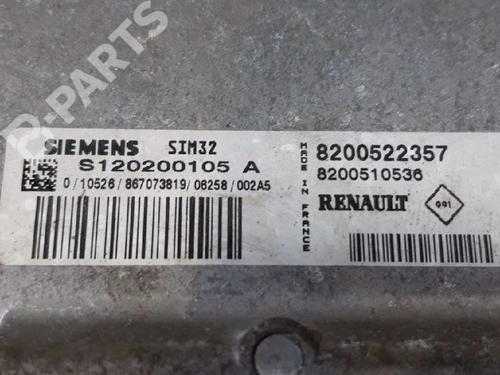 B-PARTS
SIEMENS SIM32
S120200105 A
0/10526/867073819/06258/002A5
MADE IN FRANCE
8200522357
8200510536
RENAULT
001